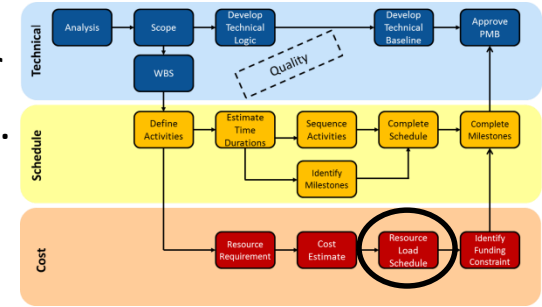 Technical
Analysis
Scope
Develop
Technical
Logic
Develop
Technical
Baseline
Approve
PMB
WBS
Quality
Schedule
Define
Activities
Estimate
Time
Durations
Sequence
Activities
Complete
Schedule
Complete
Milestones
Identify
Milestones
Cost
Resource
Requirement
Cost
Estimate
Resource
Load
Schedule
Identify
Funding
Constraint